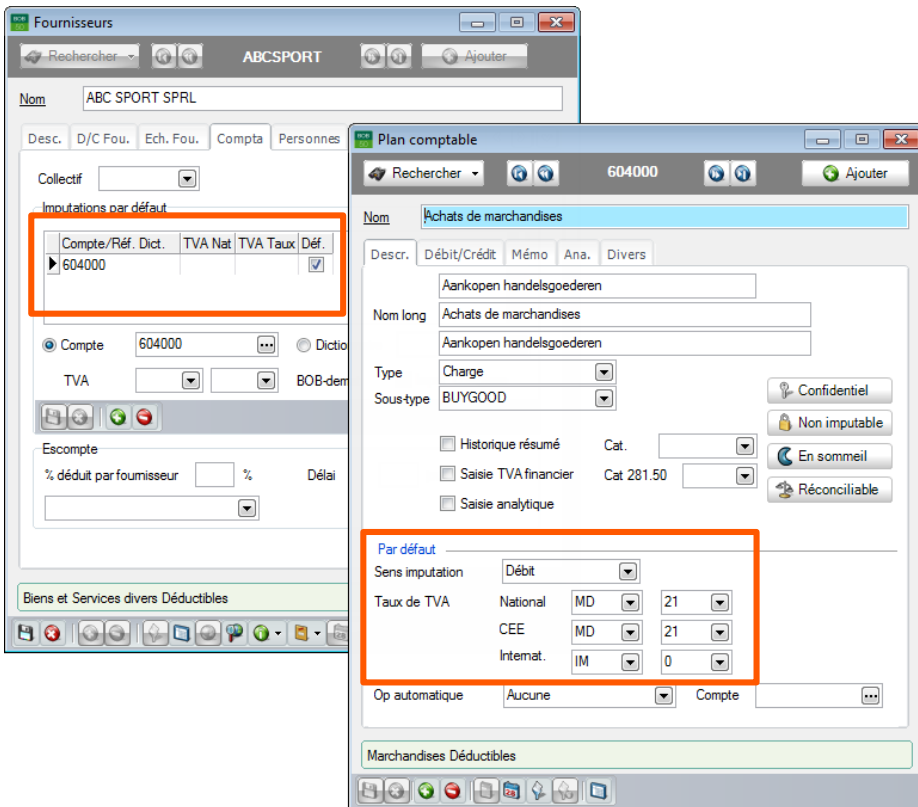 Fournisseurs
Rechercher
ABCSPORT
Ajouter
Nom ABC SPORT SPRL
Desc. D/C Fou. Ech. Fou. Compta Personnes
Collectif
Imputations par défaut
Compte/Réf. Dict. TVA Nat TVA Taux Déf.
604000
Compte 604000 Dictio
TVA BOB-dem
Escompte
% déduit par fournisseur % Délai
Biens et Services divers Déductibles
Plan comptable
Rechercher 604000 Ajouter
Nom Achats de marchandises
Descr. Débit/Crédit Mémo Ana. Divers
Aankopen handelsgoederen
Nom long Achats de marchandises
Aankopen handelsgoederen
Type Charge
Sous-type BUYGOOD
Confidentiel
Non imputable
En sommeil
Réconciliable
Historique résumé Cat.
Saisie TVA financier Cat 281.50
Saisie analytique
Par défaut
Sens imputation Débit
Taux de TVA National MD 21
CEE MD 21
Internat. IM 0
Op automatique Aucune Compte
Marchandises Déductibles